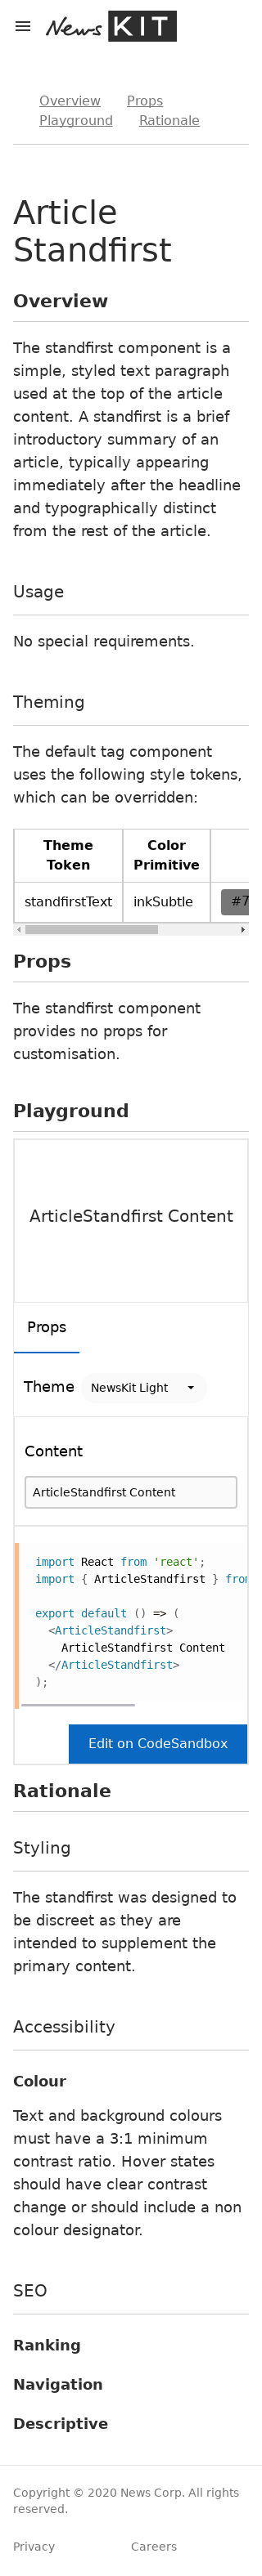 News KIT
Overview Props
Playground Rationale
Article
Standfirst
Overview
The standfirst component is a
simple, styled text paragraph
used at the top of the article
content. A standfirst is a brief
introductory summary of an
article, typically appearing
immediately after the headline
and typographically distinct
from the rest of the article.
Usage
No special requirements.
Theming
The default tag component
uses the following style tokens,
which can be overridden:
Theme Color
Token Primitive
standfirstText inkSubtle #7
Props
The standfirst component
provides no props for
customisation.
Playground
ArticleStandfirst Content
Props
Theme NewsKit Light
Content
ArticleStandfirst Content
import React from 'react';
import { ArticleStandfirst } from
export default () => (
<ArticleStandfirst>
ArticleStandfirst Content
</ArticleStandfirst>
);
Edit on CodeSandbox
Rationale
Styling
The standfirst was designed to
be discreet as they are
intended to supplement the
primary content.
Accessibility
Colour
Text and background colours
must have a 3:1 minimum
contrast ratio. Hover states
should have clear contrast
change or should include a non
colour designator.
SEO
Ranking
Navigation
Descriptive
Copyright © 2020 News Corp. All rights
reserved.
Privacy Careers